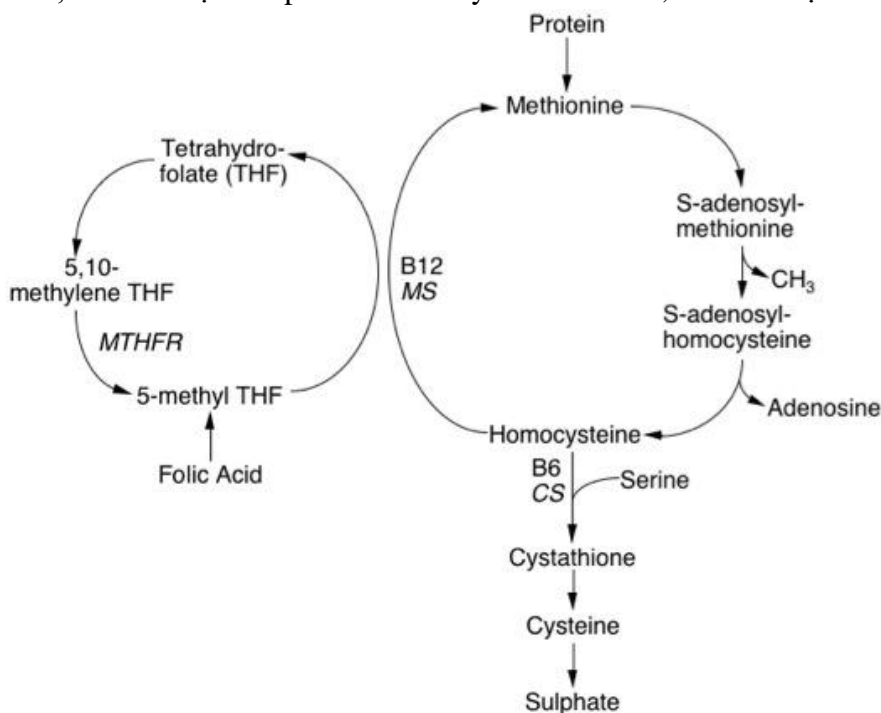 Protein
Methionine
Tetrahydro-
folate (THF)
S-adenosyl-
methionine
5,10-
methylene THF
B12
MS
CH₃
MTHFR
S-adenosyl-
homocysteine
5-methyl THF
Adenosine
Homocysteine
Folic Acid
B6
CS
Serine
Cystathione
Cysteine
Sulphate